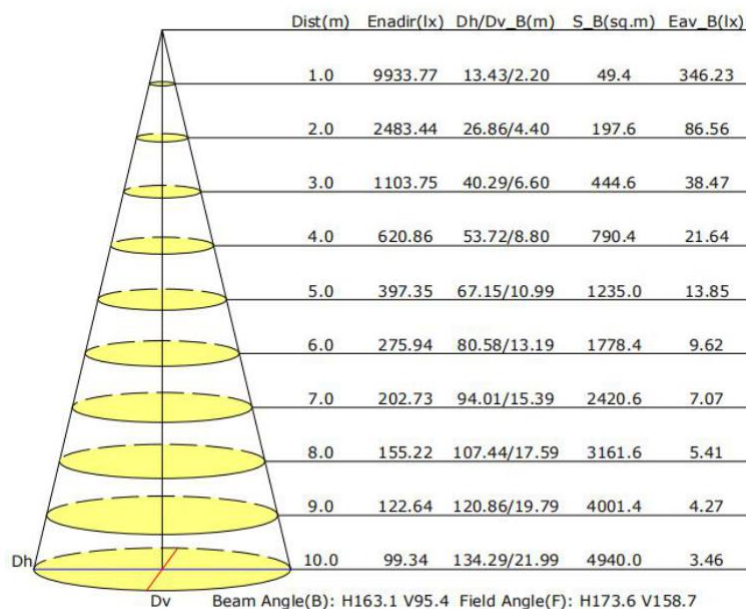 Dist(m) Enadir(lx) Dh/Dv_B(m) S_B(sq.m) Eav_B(lx)
1.0 9933.77 13.43/2.20 49.4 346.23
2.0 2483.44 26.86/4.40 197.6 86.56
3.0 1103.75 40.29/6.60 444.6 38.47
4.0 620.86 53.72/8.80 790.4 21.64
5.0 397.35 67.15/10.99 1235.0 13.85
6.0 275.94 80.58/13.19 1778.4 9.62
7.0 202.73 94.01/15.39 2420.6 7.07
8.0 155.22 107.44/17.59 3161.6 5.41
9.0 122.64 120.86/19.79 4001.4 4.27
Dh 10.0 99.34 134.29/21.99 4940.0 3.46
Dv Beam Angle(B): H163.1 V95.4 Field Angle(F): H173.6 V158.7